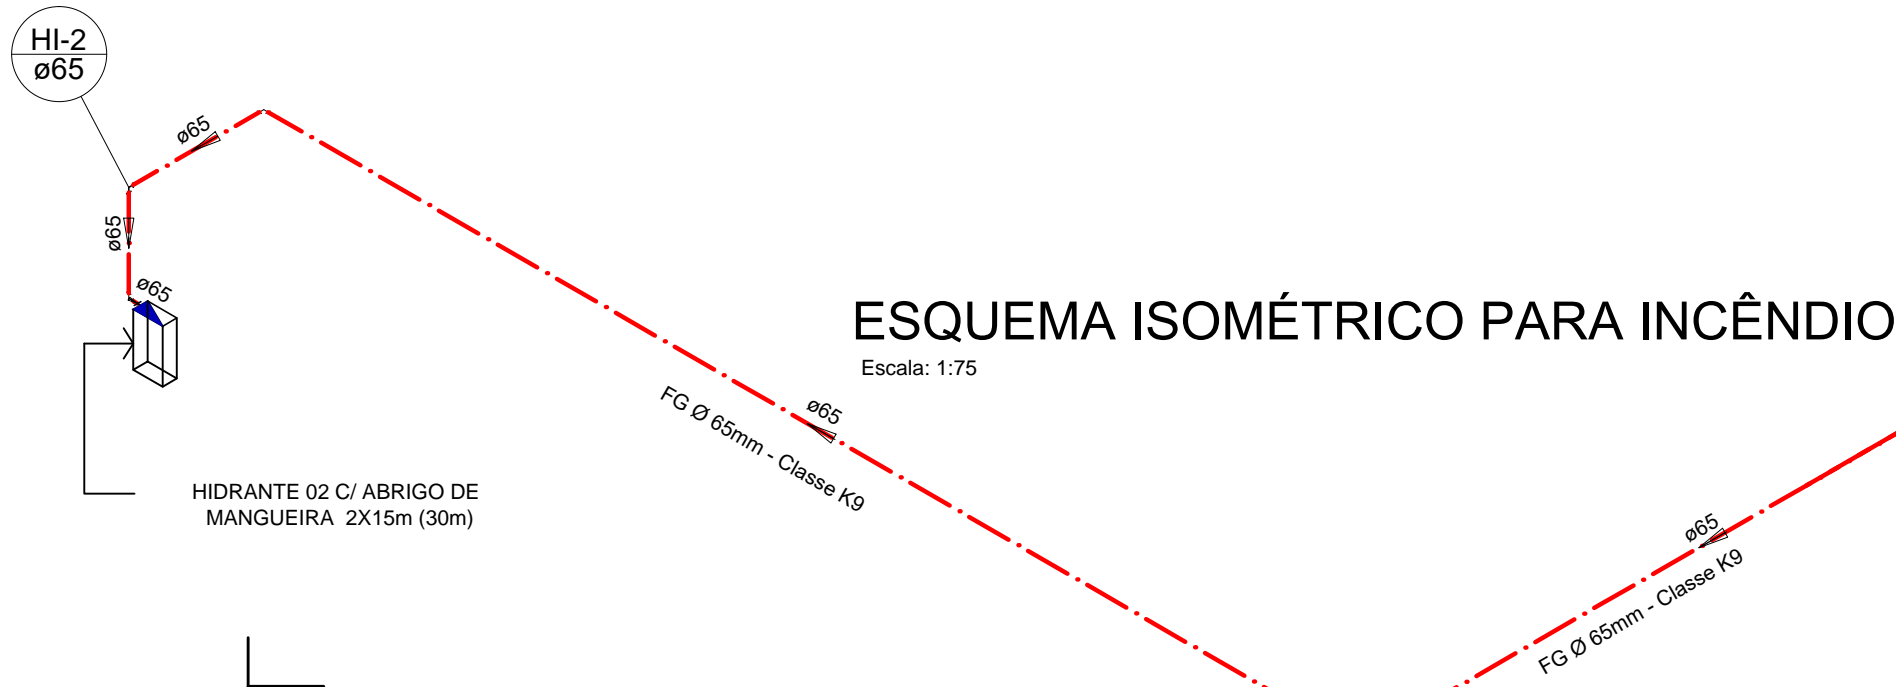 HI-2
ø65
ø65
ø65
ø65
ESQUEMA ISOMÉTRICO PARA INCÊNDIO
Escala: 1:75
ø65
FG Ø 65mm - Classe K9
HIDRANTE 02 C/ ABRIGO DE
MANGUEIRA 2X15m (30m)
ø65
FG Ø 65mm - Classe K9